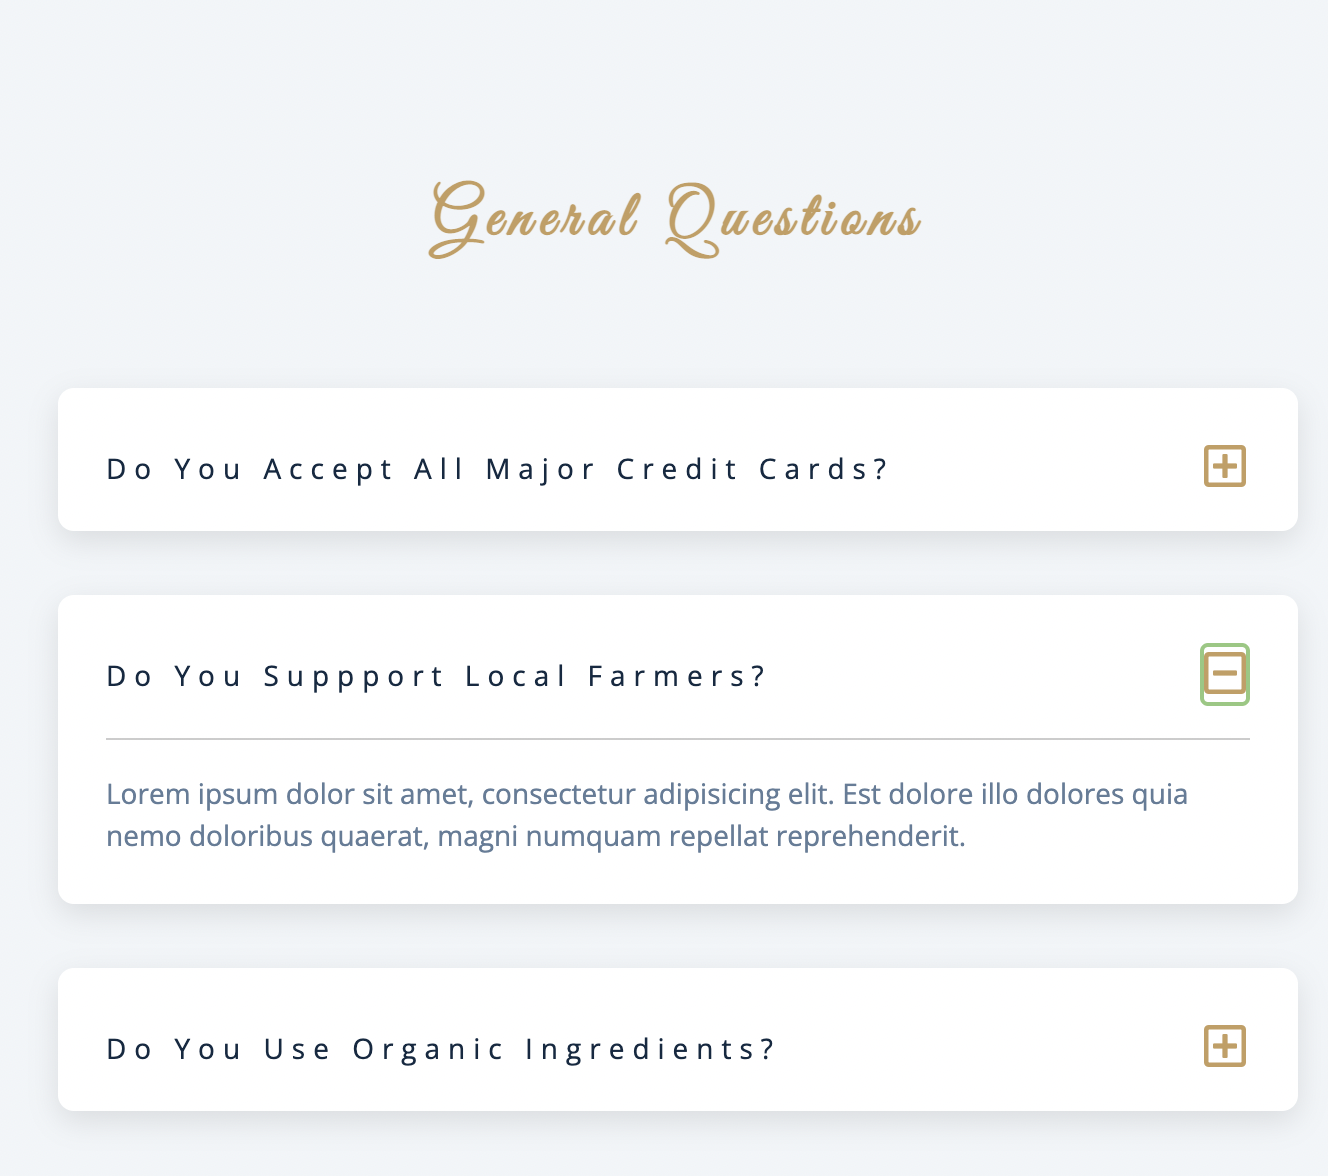 General Questions
Do You Accept All Major Credit Cards?
Do You Suppport Local Farmers?
Lorem ipsum dolor sit amet, consectetur adipisicing elit. Est dolore illo dolores quia
nemo doloribus quaerat, magni numquam repellat reprehenderit.
Do You Use Organic Ingredients?